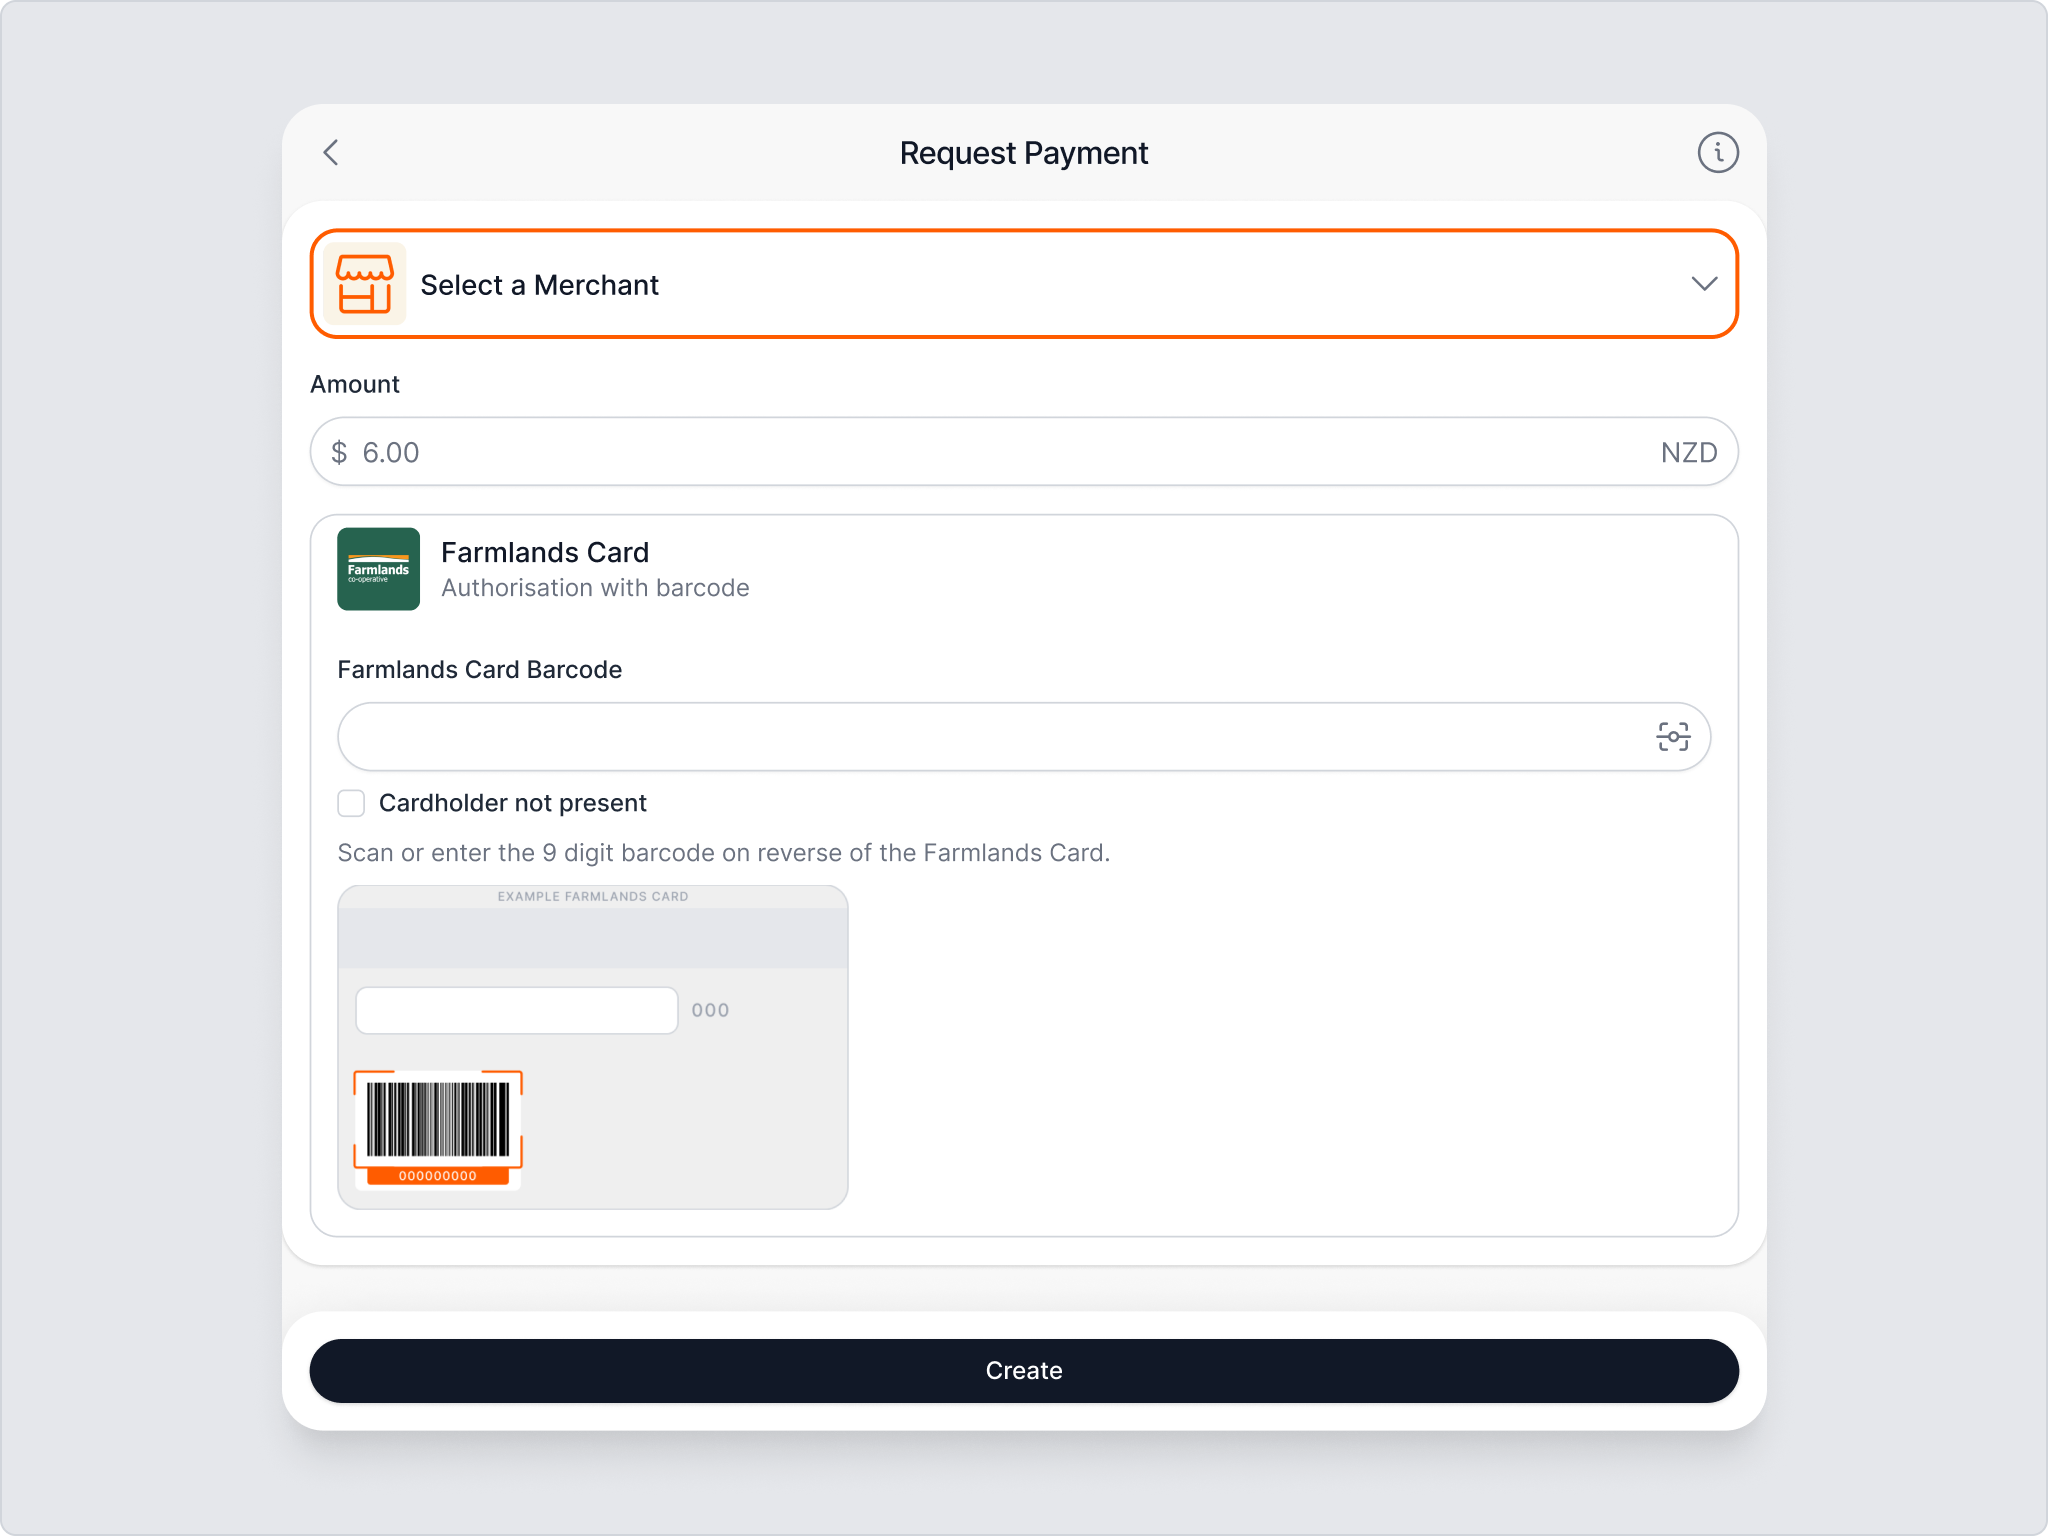 Request Payment
Select a Merchant
Amount
$ 6.00 NZD
Farmlands
co-operative
Farmlands Card
Authorisation with barcode
Farmlands Card Barcode
Cardholder not present
Scan or enter the 9 digit barcode on reverse of the Farmlands Card.
EXAMPLE FARMLANDS CARD
000
000000000
Create